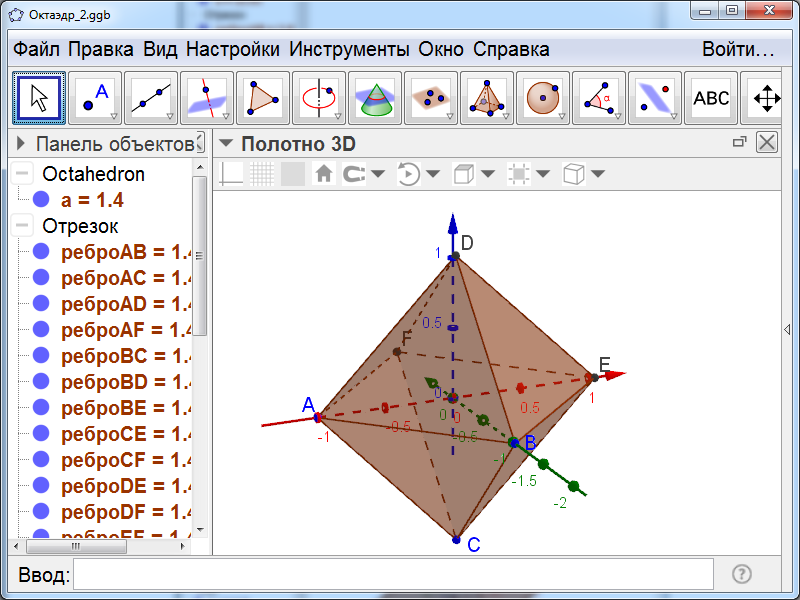 Октаэдр_2.ggb
Файл Правка Вид Настройки Инструменты Окно Справка Войти…
A
α
ABC
Панель объектов
Полотно 3D
Octahedron
a = 1.4
Отрезок
реброAB = 1.4
реброAC = 1.4
реброAD = 1.4
реброAF = 1.4
реброBC = 1.4
реброBD = 1.4
реброBE = 1.4
реброCE = 1.4
реброCF = 1.4
реброDE = 1.4
реброDF = 1.4
реброEF = 1.4
D
1
0.5
F
E
0
1
A
0
0
0.5
-1
-0.5
-0.5
B
-1
-1.5
-2
C
Ввод:
?